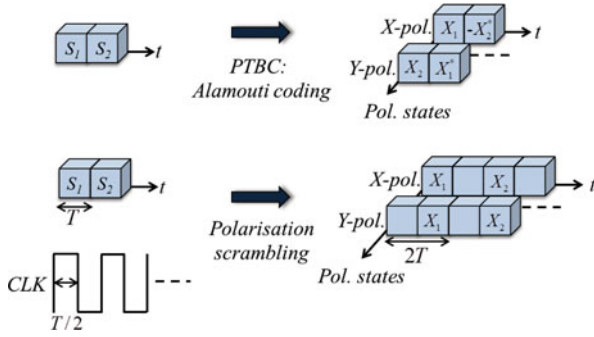 S₁ S₂ t
PTBC:
Alamouti coding
X-pol. X₁ -X₂* t
Y-pol. X₂ X₁*
Pol. states
S₁ S₂ t
T
Polarisation
scrambling
X-pol. X₁ X₂ t
Y-pol. X₁ X₂
2T
Pol. states
CLK
T/2